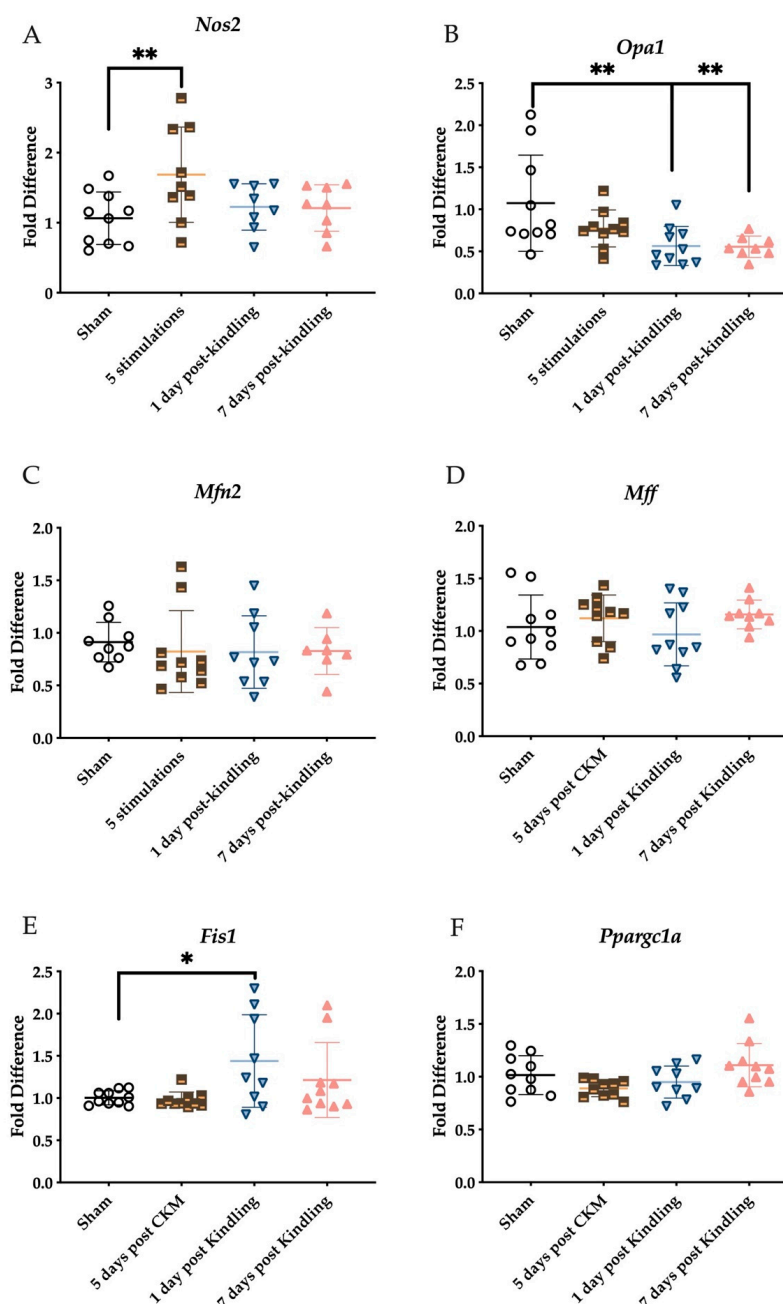 A
Nos2
**
Fold Difference
3
2
1
0
Sham
5 stimulations
1 day post-kindling
7 days post-kindling
B
Opa1
**
**
Fold Difference
2.5
2.0
1.5
1.0
0.5
0.0
Sham
5 stimulations
1 day post-kindling
7 days post-kindling
C
Mfn2
Fold Difference
2.0
1.5
1.0
0.5
0.0
Sham
5 stimulations
1 day post-kindling
7 days post-kindling
D
Mff
Fold Difference
2.0
1.5
1.0
0.5
0.0
Sham
5 days post CKM
1 day post Kindling
7 days post Kindling
E
Fis1
*
Fold Difference
2.5
2.0
1.5
1.0
0.5
0.0
Sham
5 days post CKM
1 day post Kindling
7 days post Kindling
F
Ppargc1a
Fold Difference
2.0
1.5
1.0
0.5
0.0
Sham
5 days post CKM
1 day post Kindling
7 days post Kindling